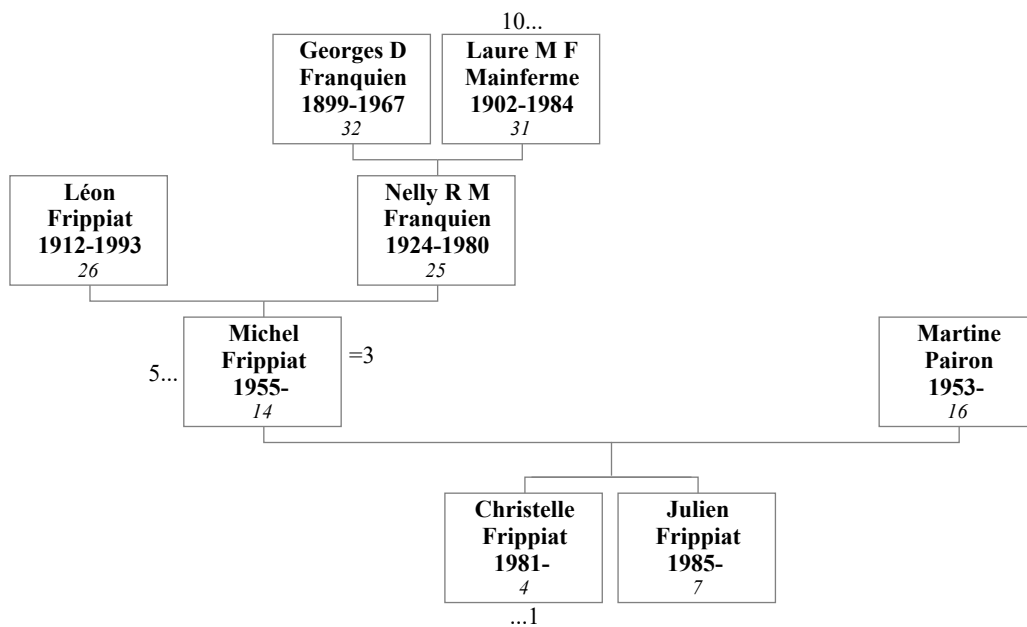 10...
Georges D
Franquien
1899-1967
32
Laure M F
Mainferme
1902-1984
31
Léon
Frippiat
1912-1993
26
Nelly R M
Franquien
1924-1980
25
5...
Michel
Frippiat
1955-
14
=3
Martine
Pairon
1953-
16
Christelle
Frippiat
1981-
4
Julien
Frippiat
1985-
7
...1